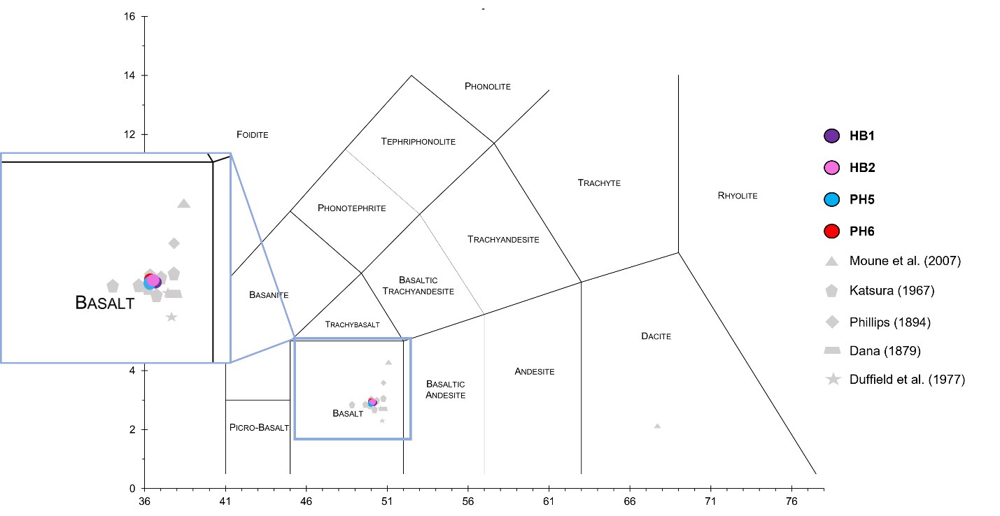 -
16
14
12
4
2
0
36
41
46
51
56
61
66
71
76
FOIDITE
PHONOLITE
TEPHRIPHONOLITE
PHONOTEPHRITE
TRACHYTE
RHYOLITE
TRACHYANDESITE
BASANITE
BASALTIC
TRACHYANDESITE
TRACHYBASALT
BASALT
DACITE
ANDESITE
BASALTIC
ANDESITE
BASALT
PICRO-BASALT
HB1
HB2
PH5
PH6
Moune et al. (2007)
Katsura (1967)
Phillips (1894)
Dana (1879)
Duffield et al. (1977)